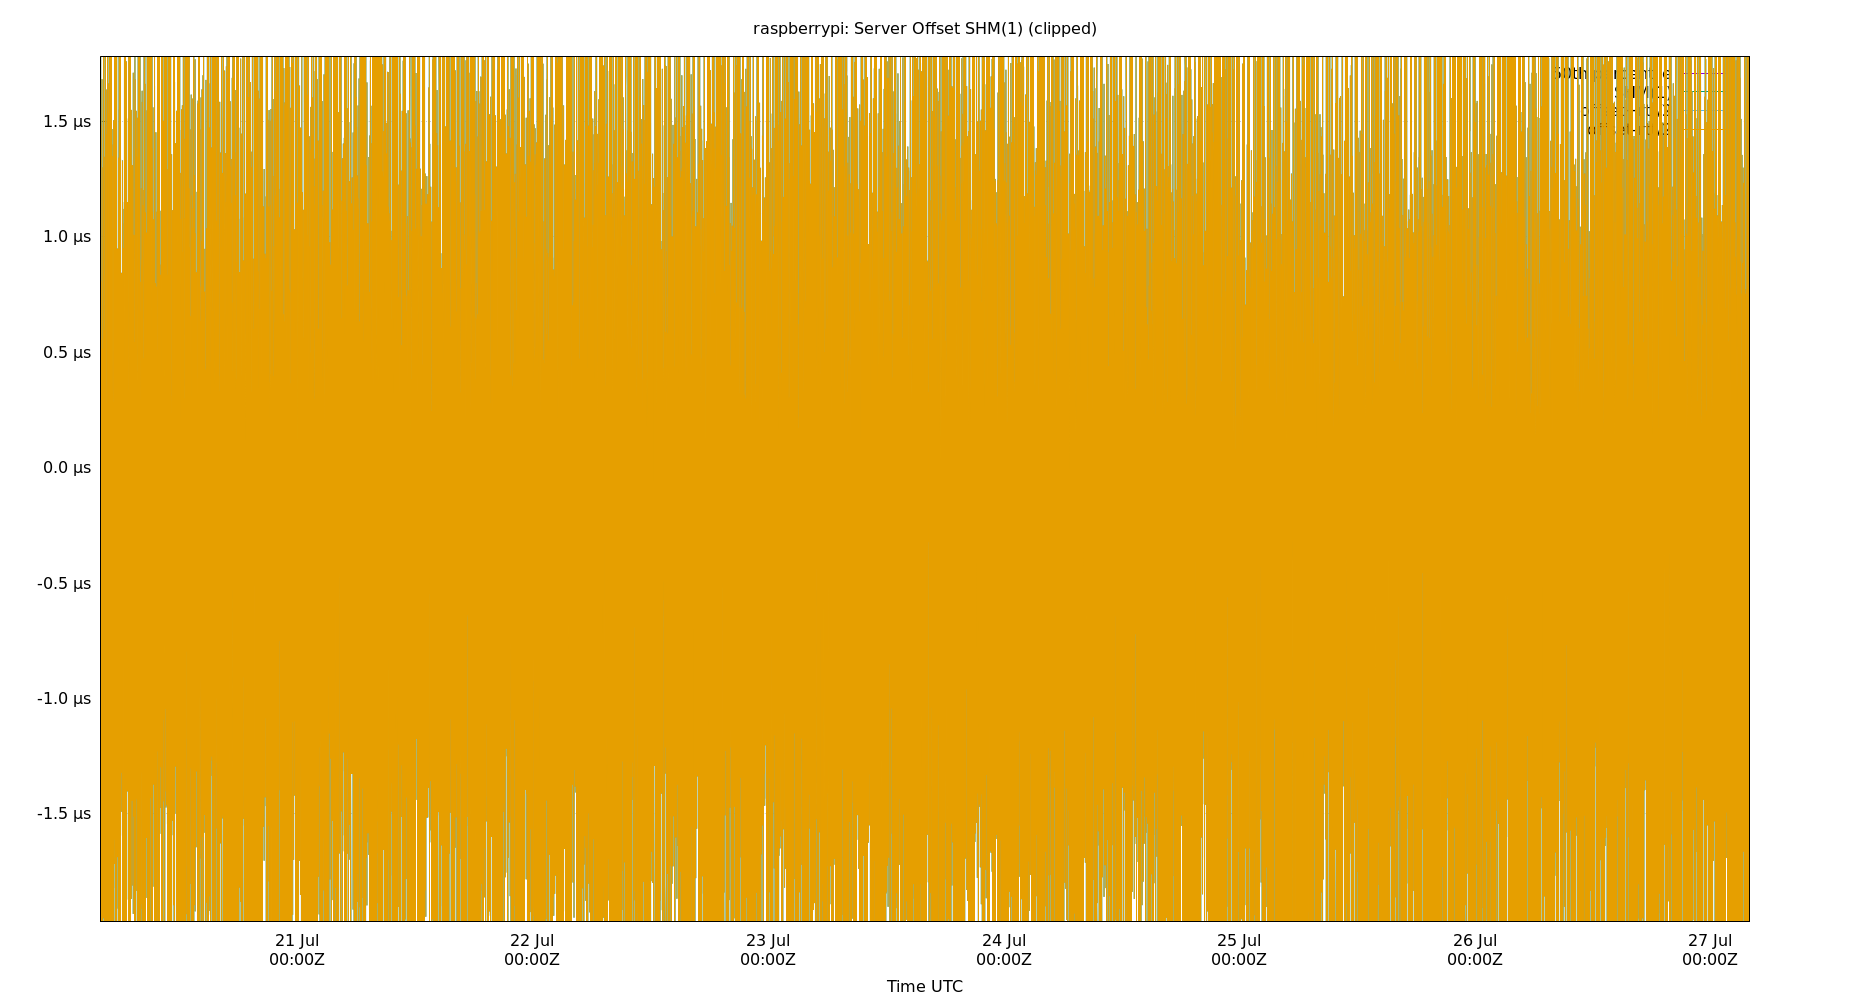 raspberrypi: Server Offset SHM(1) (clipped)
1.5 µs
1.0 µs
0.5 µs
0.0 µs
-0.5 µs
-1.0 µs
-1.5 µs
21 Jul
00:00Z
22 Jul
00:00Z
23 Jul
00:00Z
24 Jul
00:00Z
25 Jul
00:00Z
26 Jul
00:00Z
27 Jul
00:00Z
Time UTC